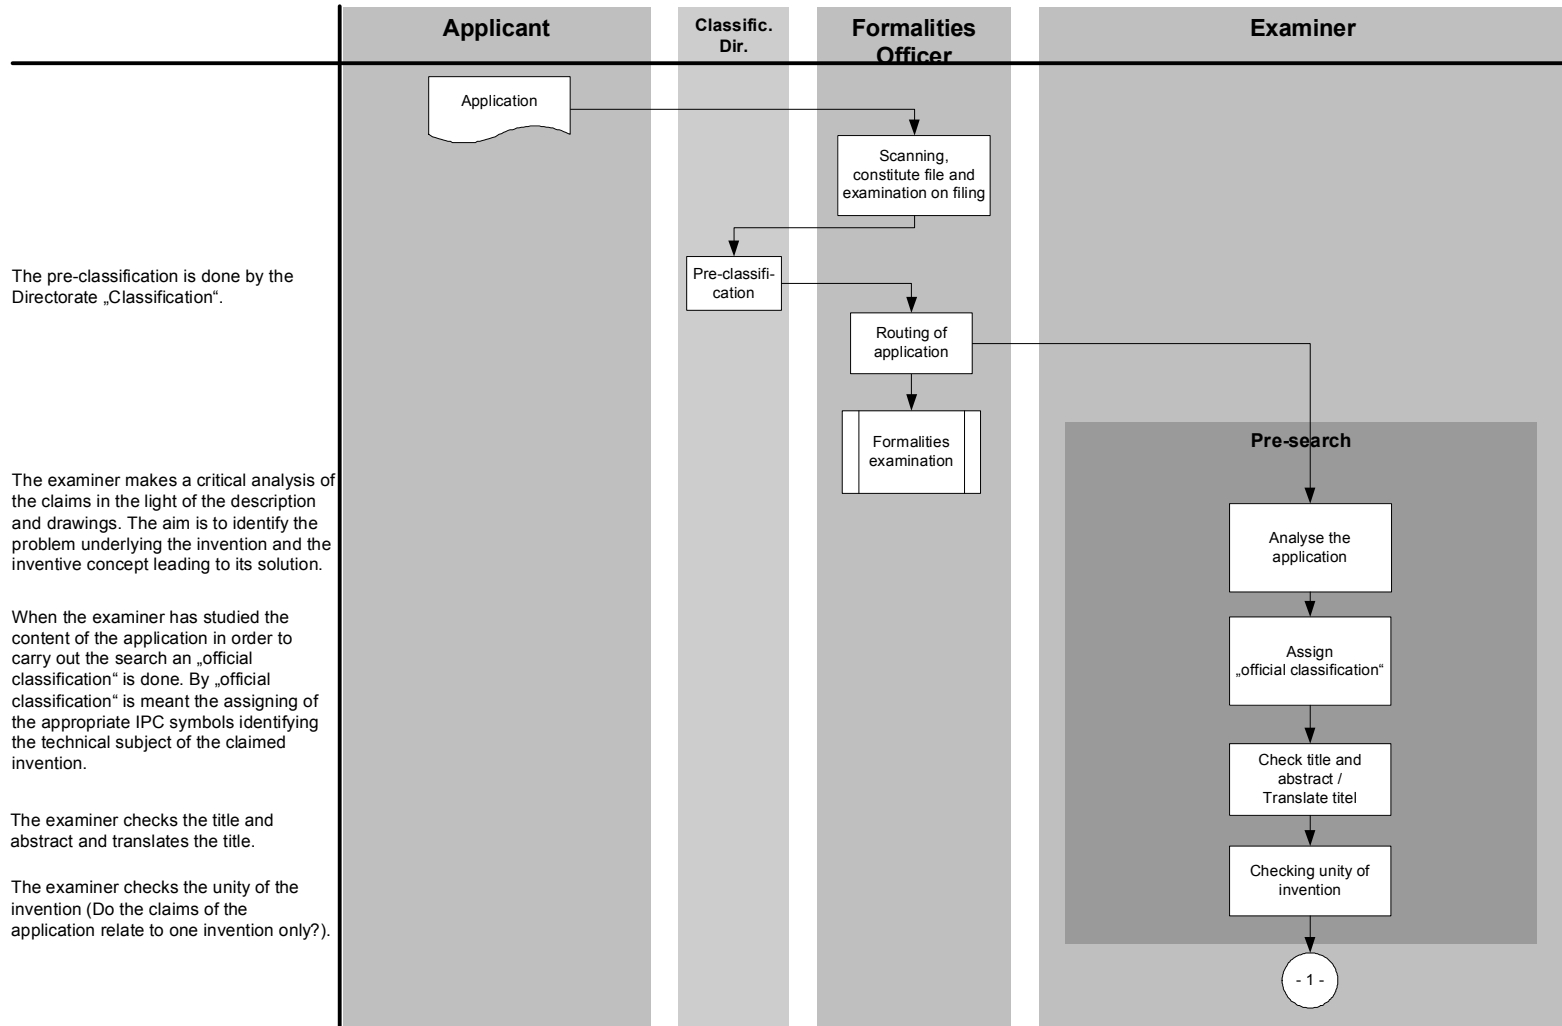 Applicant
Classific.
Dir.
Formalities
Officer
Examiner
Application
Scanning,
constitute file and
examination on filing
The pre-classification is done by the
Directorate „Classification“.
Pre-classifi-
cation
Routing of
application
Formalities
examination
Pre-search
The examiner makes a critical analysis of
the claims in the light of the description
and drawings. The aim is to identify the
problem underlying the invention and the
inventive concept leading to its solution.
Analyse the
application
When the examiner has studied the
content of the application in order to
carry out the search an „official
classification“ is done. By „official
classification“ is meant the assigning of
the appropriate IPC symbols identifying
the technical subject of the claimed
invention.
Assign
„official classification“
Check title and
abstract /
Translate titel
The examiner checks the title and
abstract and translates the title.
Checking unity of
invention
The examiner checks the unity of the
invention (Do the claims of the
application relate to one invention only?).
- 1 -